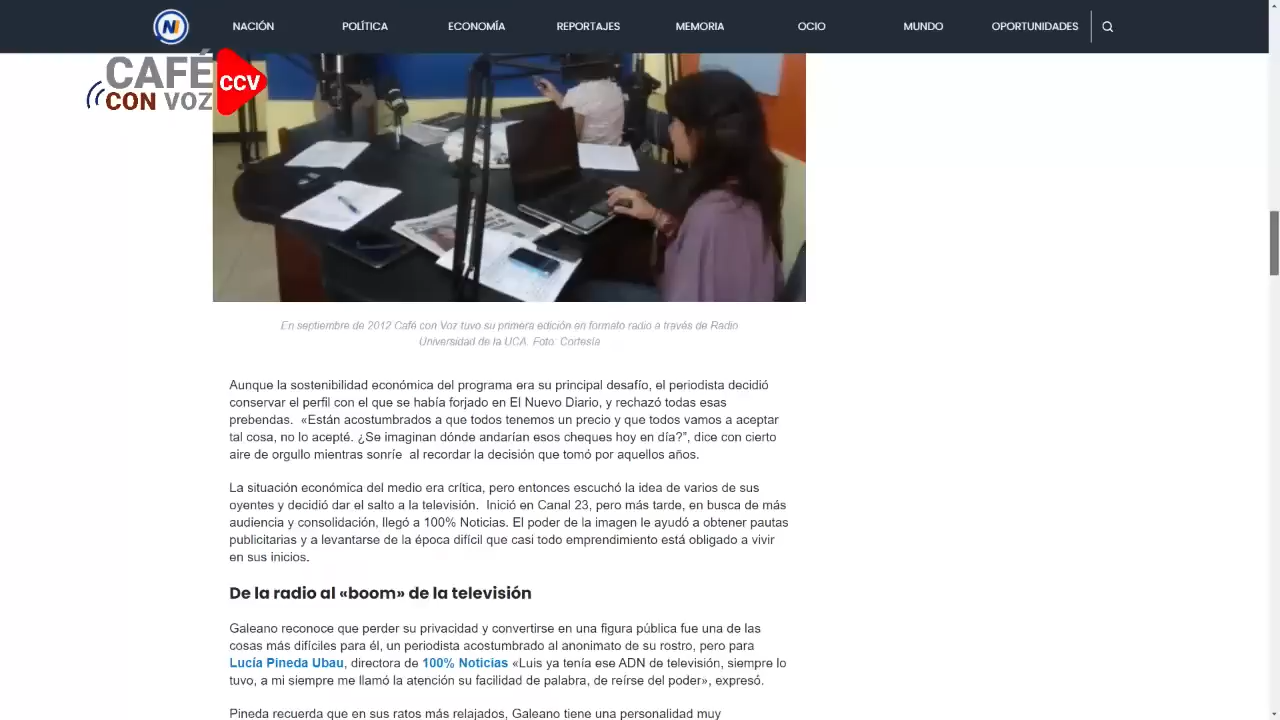 NACIÓN POLÍTICA ECONOMÍA REPORTAJES MEMORIA OCIO MUNDO OPORTUNIDADES
CAFÉ
CON VOZ
CCV
En septiembre de 2012 Café con Voz tuvo su primera edición en formato radio a través de Radio
Universidad de la UCA. Foto: Cortesía
Aunque la sostenibilidad económica del programa era su principal desafío, el periodista decidió
conservar el perfil con el que se había forjado en El Nuevo Diario, y rechazó todas esas
prebendas. «Están acostumbrados a que todos tenemos un precio y que todos vamos a aceptar
tal cosa, no lo acepté. ¿Se imaginan dónde andarían esos cheques hoy en día?”, dice con cierto
aire de orgullo mientras sonríe al recordar la decisión que tomó por aquellos años.
La situación económica del medio era crítica, pero entonces escuchó la idea de varios de sus
oyentes y decidió dar el salto a la televisión. Inició en Canal 23, pero más tarde, en busca de más
audiencia y consolidación, llegó a 100% Noticias. El poder de la imagen le ayudó a obtener pautas
publicitarias y a levantarse de la época difícil que casi todo emprendimiento está obligado a vivir
en sus inicios.
De la radio al «boom» de la televisión
Galeano reconoce que perder su privacidad y convertirse en una figura pública fue una de las
cosas más difíciles para él, un periodista acostumbrado al anonimato de su rostro, pero para
Lucía Pineda Ubau, directora de 100% Noticias «Luis ya tenía ese ADN de televisión, siempre lo
tuvo, a mi siempre me llamó la atención su facilidad de palabra, de reírse del poder», expresó.
Pineda recuerda que en sus ratos más relajados, Galeano tiene una personalidad muy